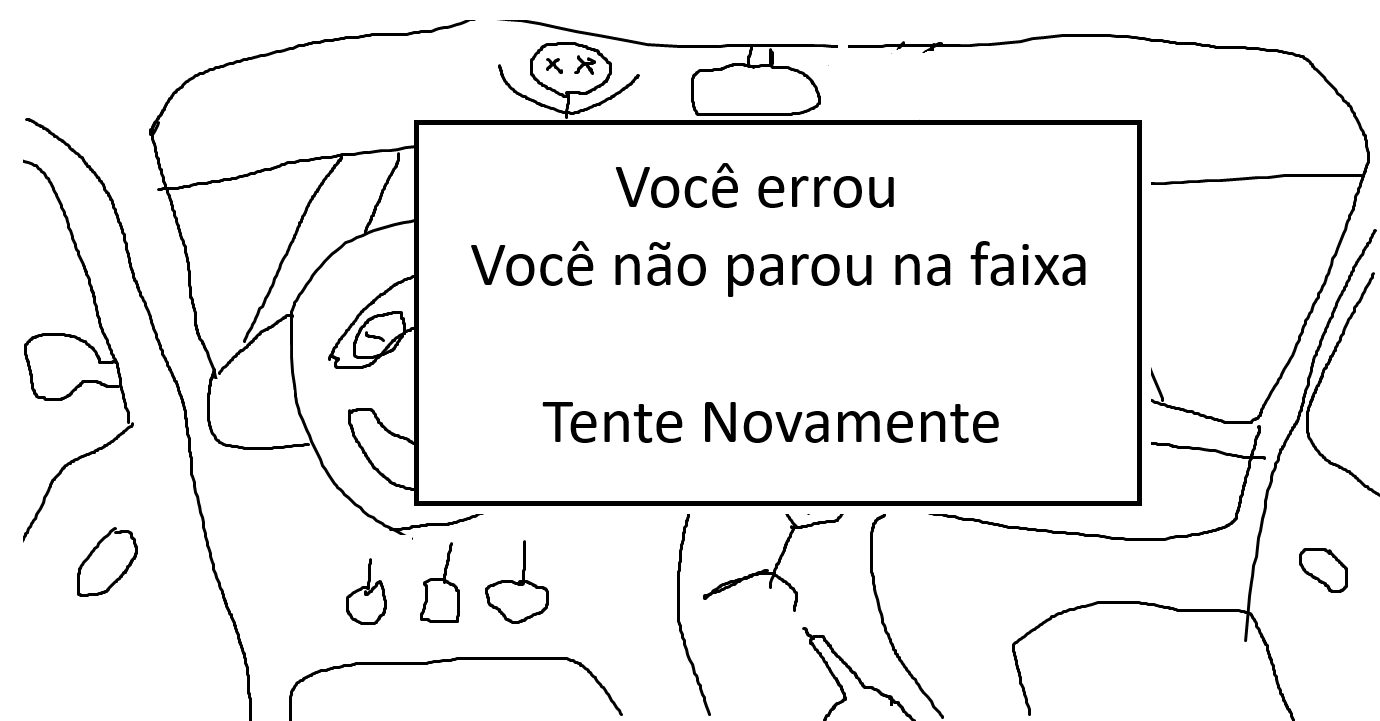 Você errou
Você não parou na faixa
Tente Novamente